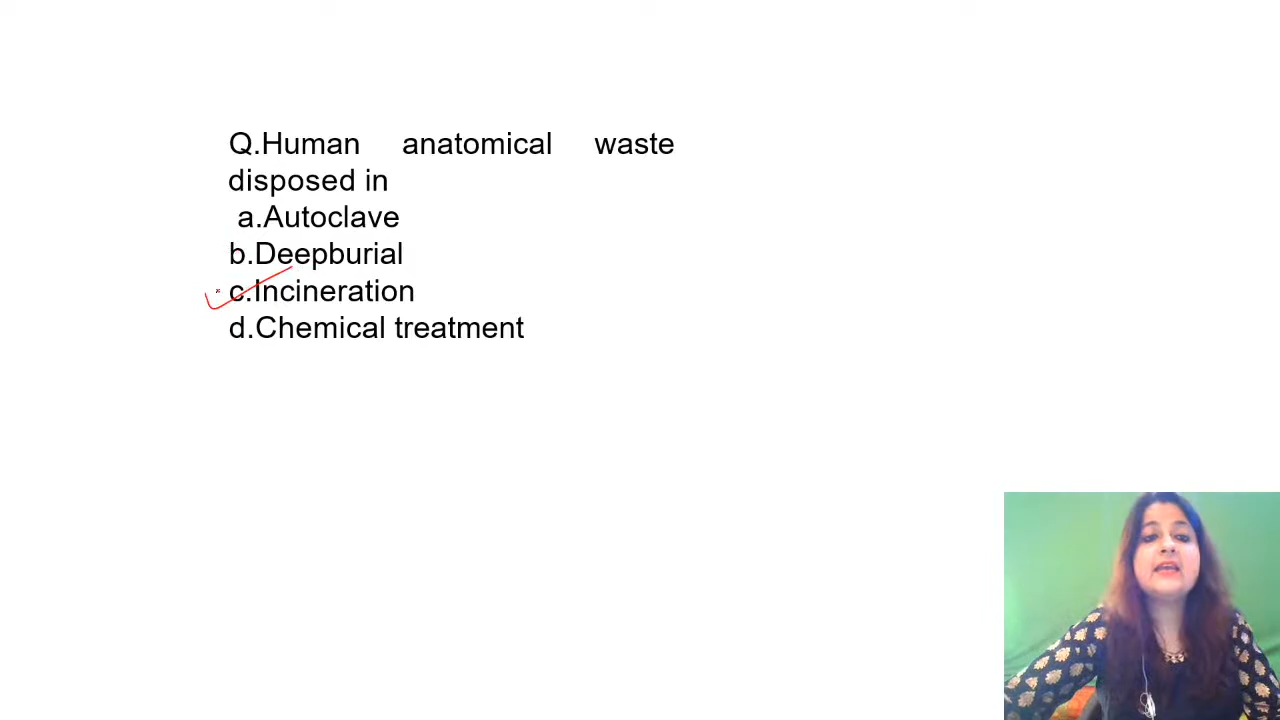 Q.Human anatomical waste
disposed in
a.Autoclave
b.Deepburial
c.Incineration
d.Chemical treatment